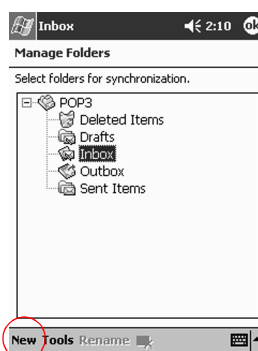 Inbox 2:10 ok
Manage Folders
Select folders for synchronization.
POP3
Deleted Items
Drafts
Inbox
Outbox
Sent Items
New Tools Rename